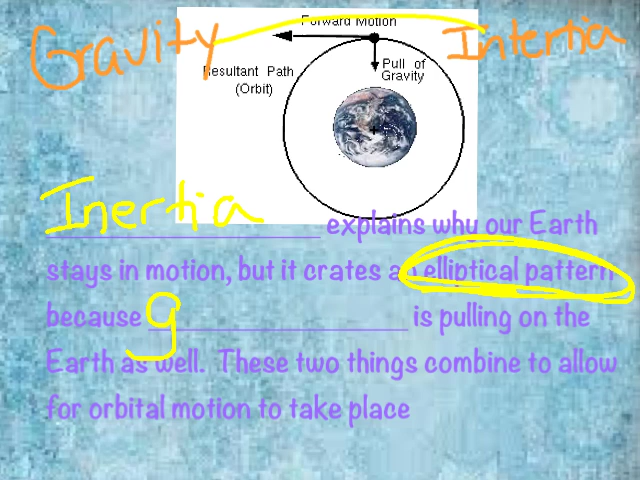 Gravity
Intertia
Forward Motion
Resultant Path
(Orbit)
Pull of
Gravity
Inertia explains why our Earth
stays in motion, but it crates an elliptical pattern
because g is pulling on the
Earth as well. These two things combine to allow
for orbital motion to take place